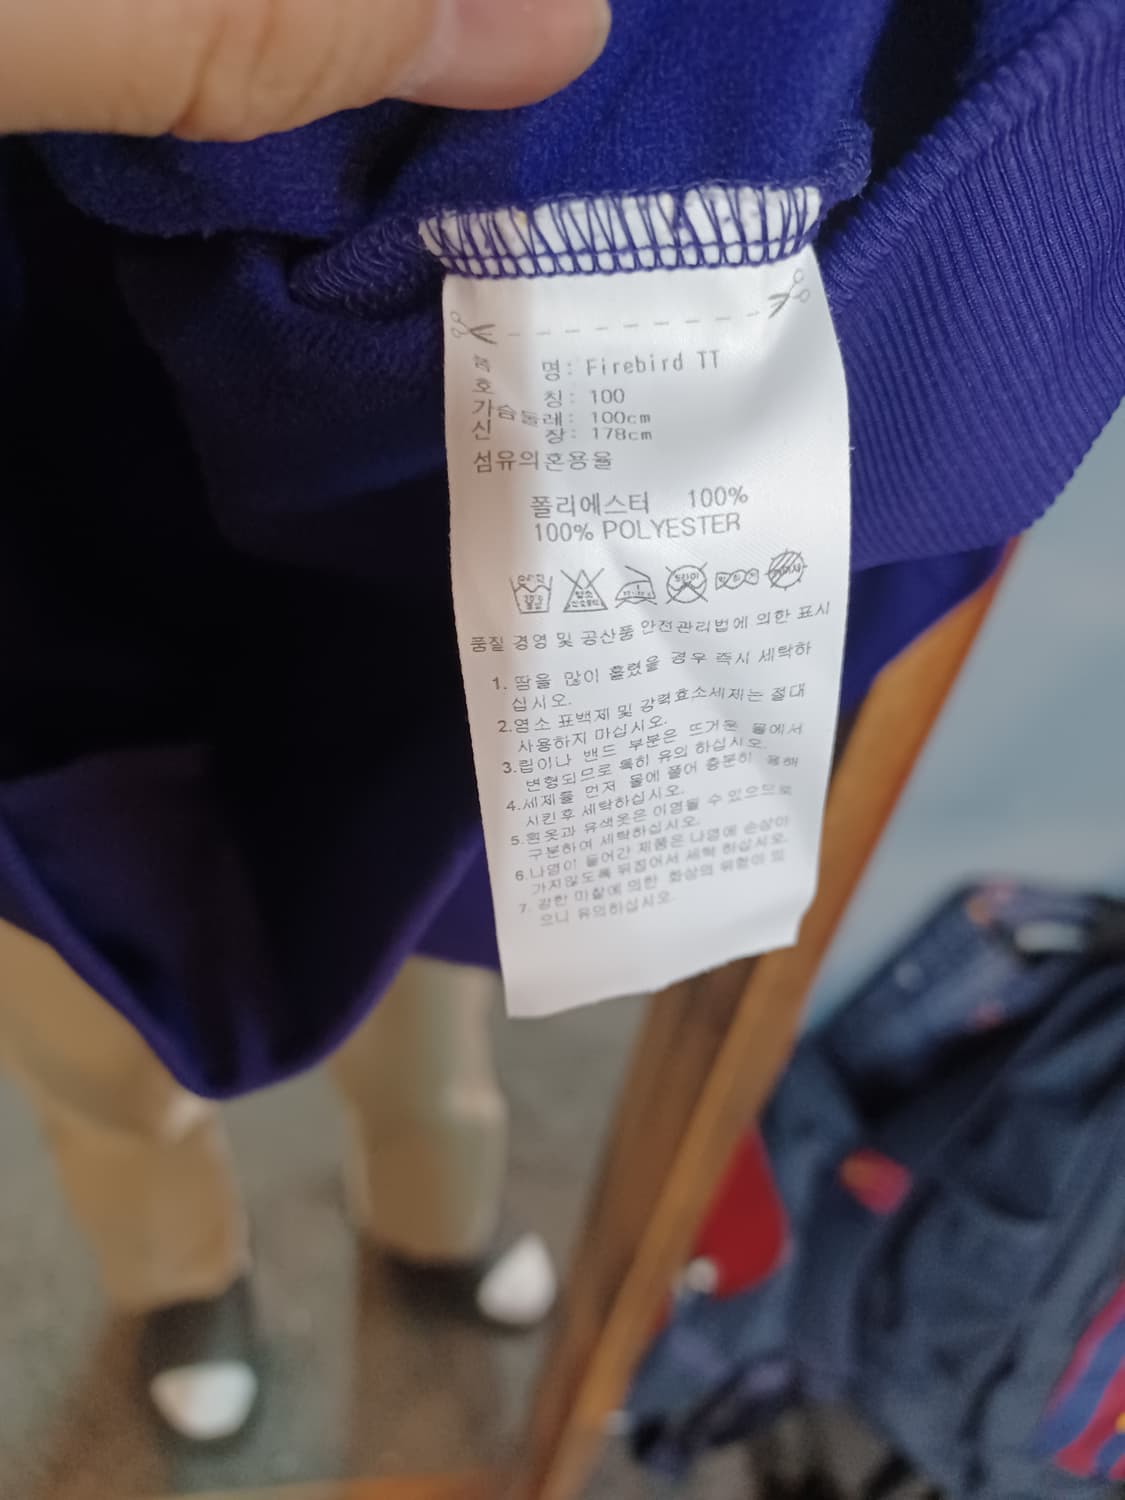 품 명: Firebird TT
호 칭: 100
가슴둘레: 100cm
신 장: 178cm
섬유의혼용율
폴리에스터 100%
100% POLYESTER
품질 경영 및 공산품 안전관리법에 의한 표시
1. 땀을 많이 흘렸을 경우 즉시 세탁하
십시오.
2.염소 표백제 및 강력효소세제는 절대
사용하지 마십시오.
3.립이나 밴드 부분은 뜨거운 물에서
변형되므로 특히 유의 하십시오.
4.세제를 먼저 물에 풀어 충분히 용해
시킨후 세탁하십시오.
5.흰옷과 유색옷은 이염될 수 있으므로
구분하여 세탁하십시오.
6.나염이 들어간 제품은 나염에 손상이
가지않도록 뒤집어서 세탁 하십시오.
7. 강한 마찰에 의한 화상의 위험이 있
으니 유의하십시오.